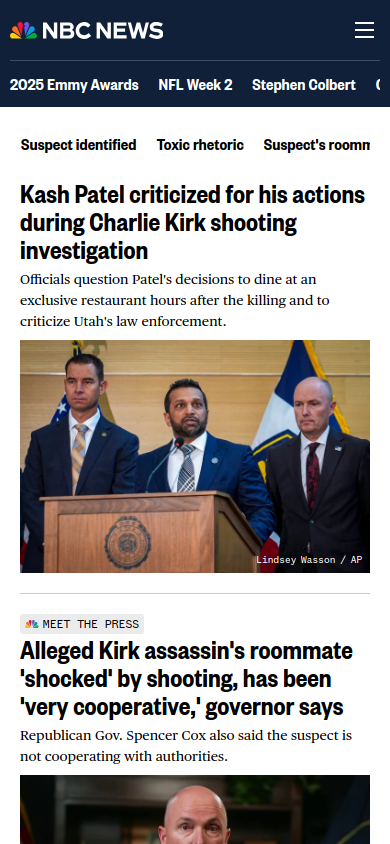 NBC NEWS
2025 Emmy Awards NFL Week 2 Stephen Colbert
Suspect identified Toxic rhetoric Suspect's
Kash Patel criticized for his actions
during Charlie Kirk shooting
investigation
Officials question Patel's decisions to dine at an
exclusive restaurant hours after the killing and to
criticize Utah's law enforcement.
Lindsey Wasson / AP
MEET THE PRESS
Alleged Kirk assassin's roommate
'shocked' by shooting, has been
'very cooperative,' governor says
Republican Gov. Spencer Cox also said the suspect is
not cooperating with authorities.